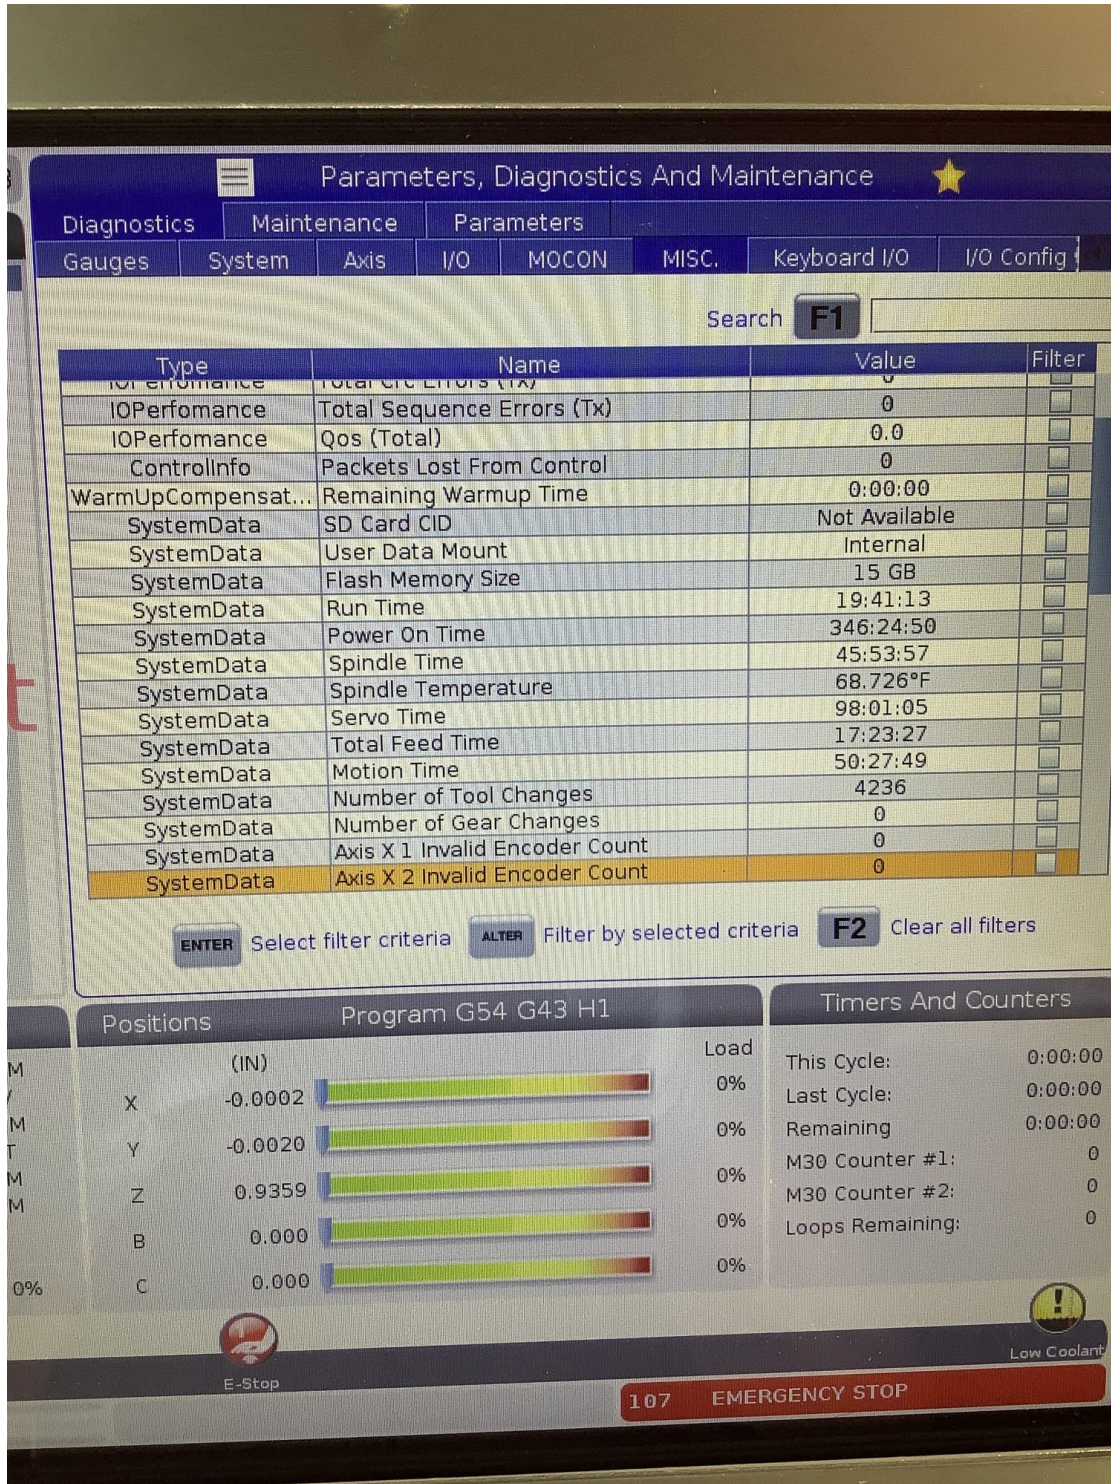 Parameters, Diagnostics And Maintenance
Diagnostics Maintenance Parameters
Gauges System Axis I/O MOCON MISC. Keyboard I/O I/O Config
Search F1
Type Name Value Filter
Total Crc Errors (Tx) 0
IOPerfomance Total Sequence Errors (Tx) 0
IOPerfomance Qos (Total) 0.0
ControlInfo Packets Lost From Control 0
WarmUpCompensat... Remaining Warmup Time 0:00:00
SystemData SD Card CID Not Available
SystemData User Data Mount Internal
SystemData Flash Memory Size 15 GB
SystemData Run Time 19:41:13
SystemData Power On Time 346:24:50
SystemData Spindle Time 45:53:57
SystemData Spindle Temperature 68.726°F
SystemData Servo Time 98:01:05
SystemData Total Feed Time 17:23:27
SystemData Motion Time 50:27:49
SystemData Number of Tool Changes 4236
SystemData Number of Gear Changes 0
SystemData Axis X 1 Invalid Encoder Count 0
SystemData Axis X 2 Invalid Encoder Count 0
ENTER Select filter criteria ALTER Filter by selected criteria F2 Clear all filters
Positions Program G54 G43 H1
(IN) Load
X -0.0002 0%
Y -0.0020 0%
Z 0.9359 0%
B 0.000 0%
C 0.000 0%
Timers And Counters
This Cycle: 0:00:00
Last Cycle: 0:00:00
Remaining 0:00:00
M30 Counter #1: 0
M30 Counter #2: 0
Loops Remaining: 0
t
M
M
T
M
M
0%
E-Stop
Low Coolant
107 EMERGENCY STOP